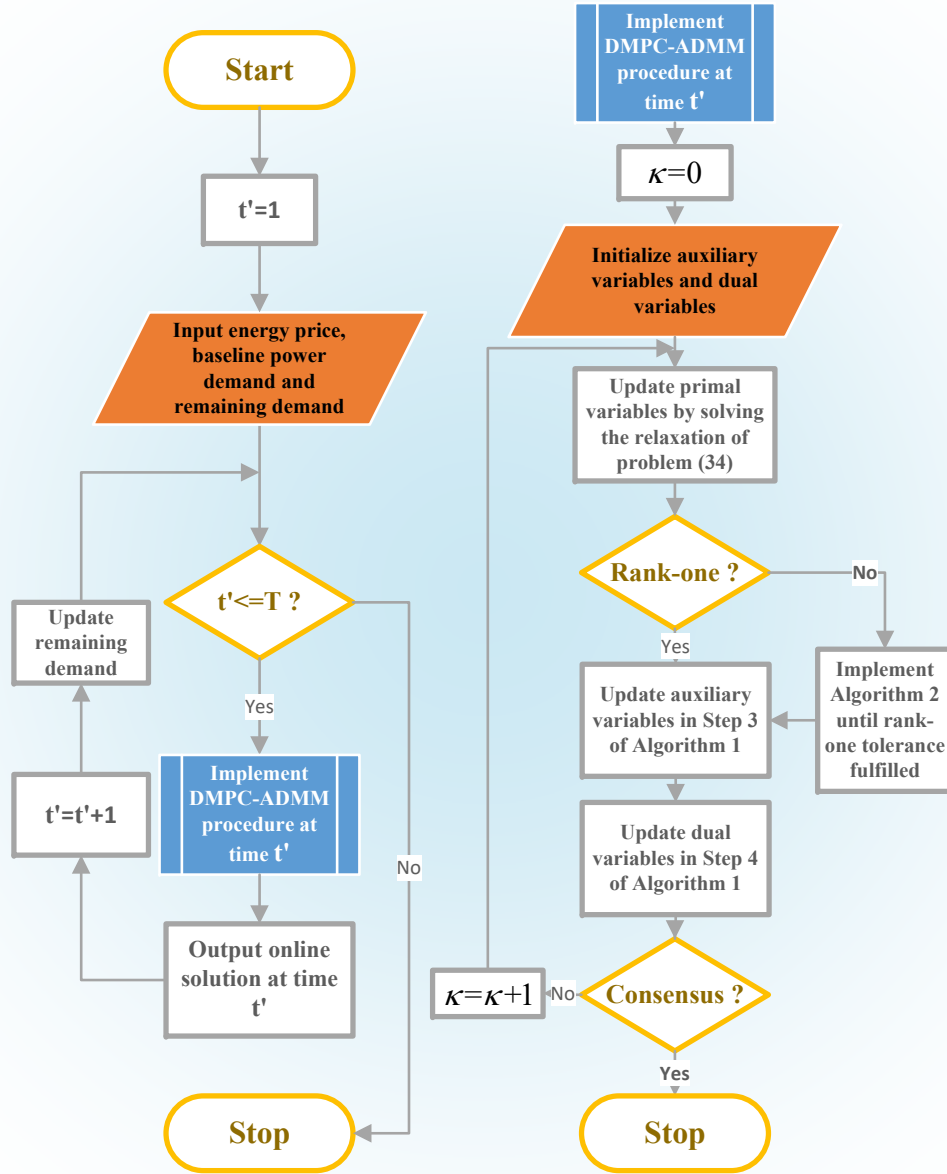 Start
t'=1
Input energy price,
baseline power
demand and
remaining demand
t'<=T ?
Yes
No
Implement
DMPC-ADMM
procedure at
time t'
Output online
solution at time
t'
t'=t'+1
Update
remaining
demand
Stop
Implement
DMPC-ADMM
procedure at
time t'
κ=0
Initialize auxiliary
variables and dual
variables
Update primal
variables by solving
the relaxation of
problem (34)
Rank-one ?
No
Yes
Implement
Algorithm 2
until rank-
one tolerance
fulfilled
Update auxiliary
variables in Step 3
of Algorithm 1
Update dual
variables in Step 4
of Algorithm 1
Consensus ?
No
κ=κ+1
Yes
Stop